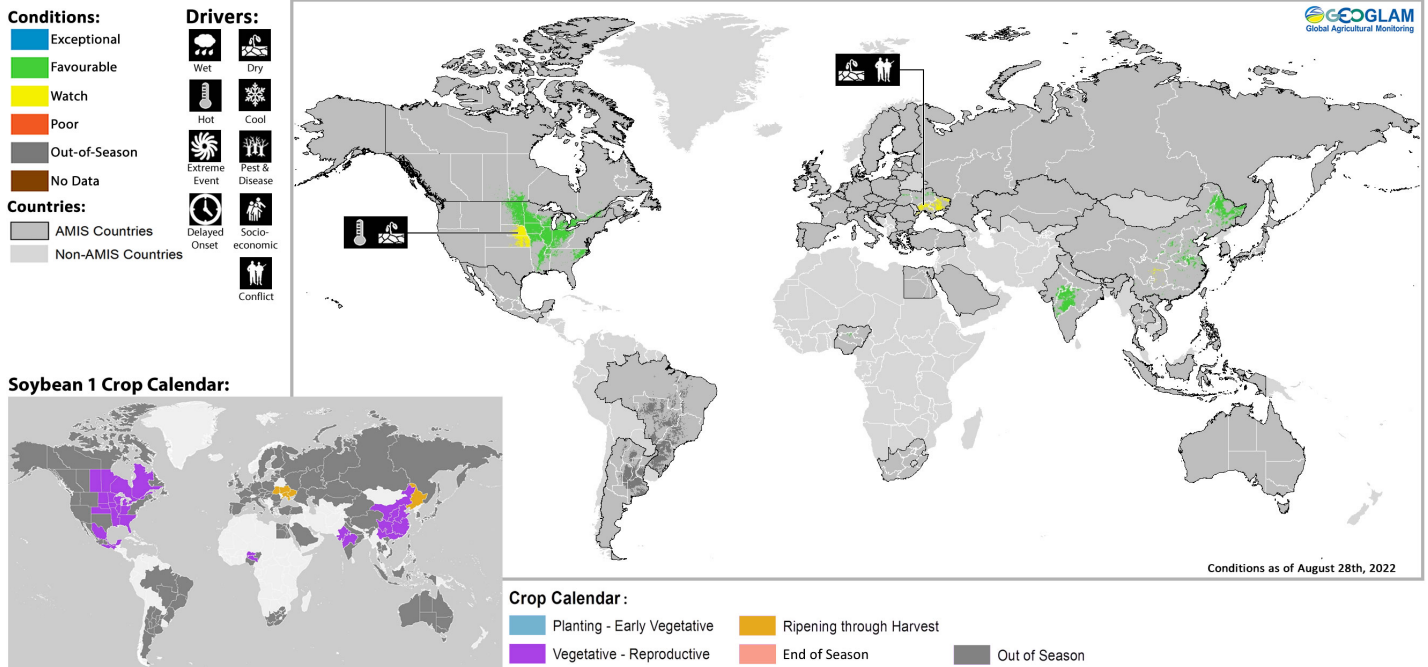 Conditions:
Exceptional
Favourable
Watch
Poor
Out-of-Season
No Data
Countries:
AMIS Countries
Non-AMIS Countries
Drivers:
Wet
Dry
Hot
Cool
Extreme
Event
Pest &
Disease
Delayed
Onset
Socio-
economic
Conflict
GEOGLAM
Global Agricultural Monitoring
Conditions as of August 28th, 2022
Soybean 1 Crop Calendar:
Crop Calendar :
Planting - Early Vegetative
Ripening through Harvest
Vegetative - Reproductive
End of Season
Out of Season